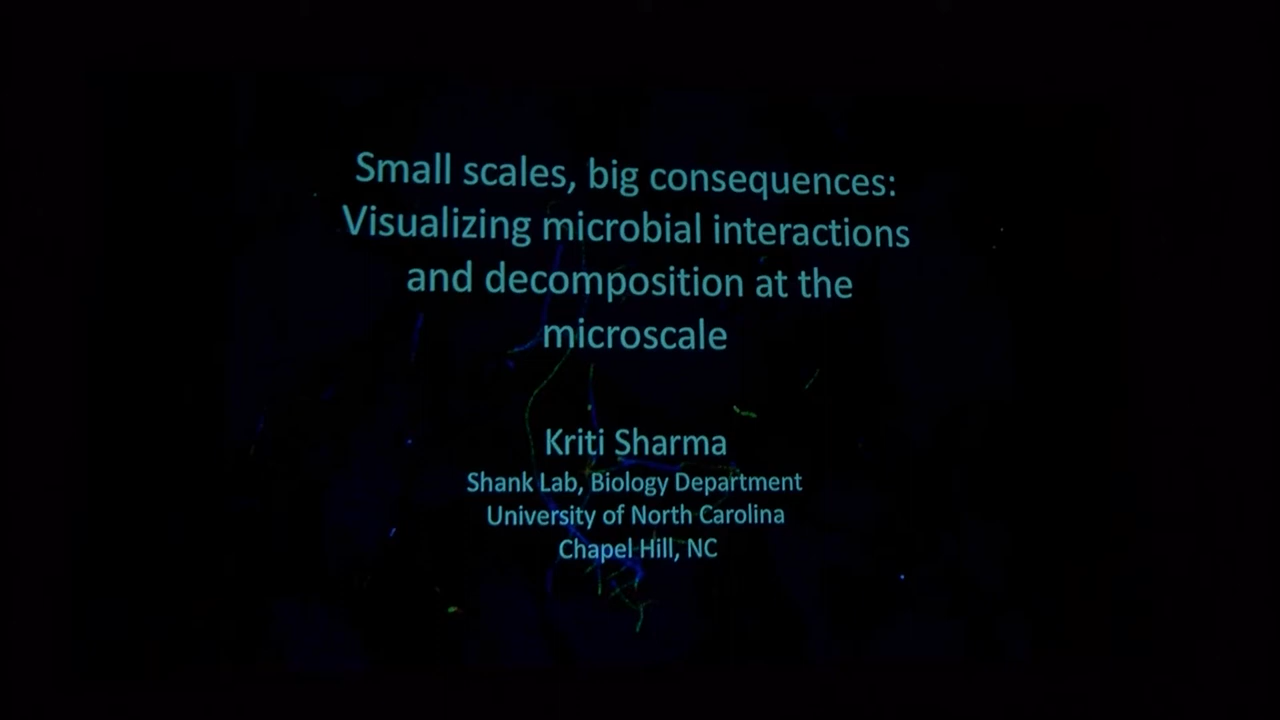 Small scales, big consequences:
Visualizing microbial interactions
and decomposition at the
microscale
Kriti Sharma
Shank Lab, Biology Department
University of North Carolina
Chapel Hill, NC